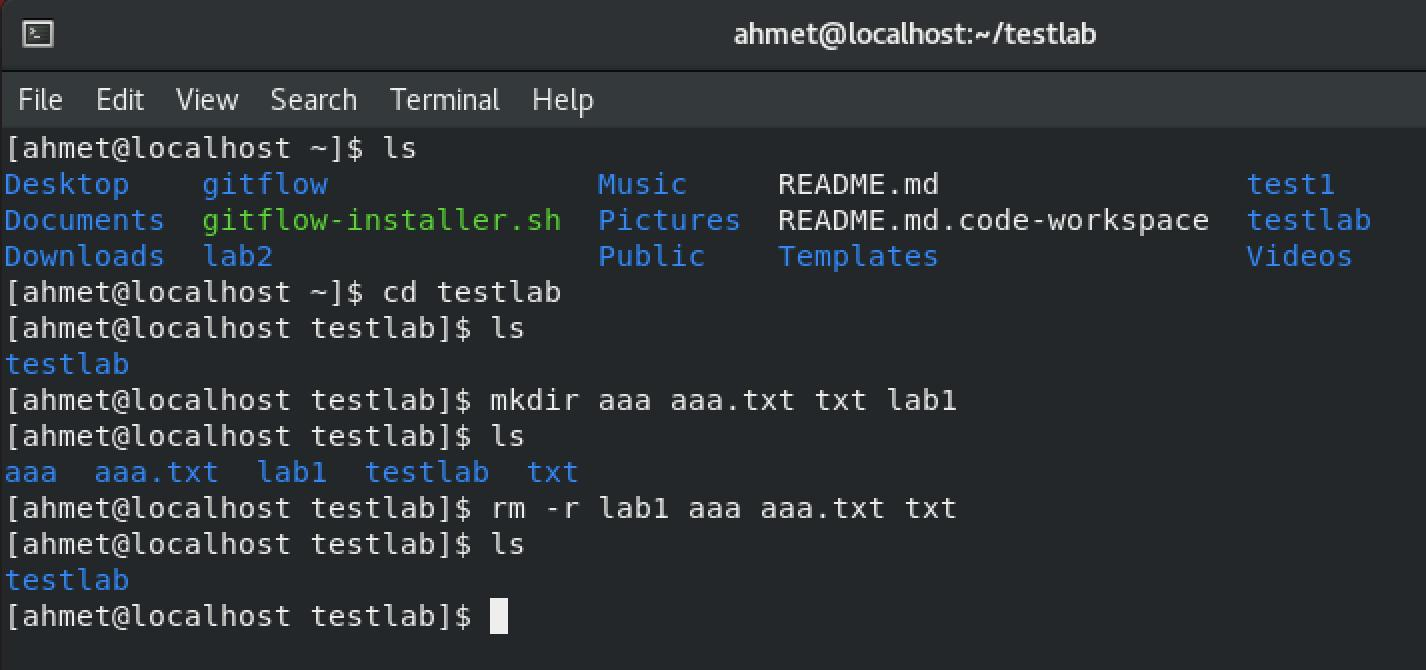 ahmet@localhost:~/testlab
File Edit View Search Terminal Help
[ahmet@localhost ~]$ ls
Desktop    gitflow               Music     README.md                 test1
Documents  gitflow-installer.sh  Pictures  README.md.code-workspace  testlab
Downloads  lab2                  Public    Templates                 Videos
[ahmet@localhost ~]$ cd testlab
[ahmet@localhost testlab]$ ls
testlab
[ahmet@localhost testlab]$ mkdir aaa aaa.txt txt lab1
[ahmet@localhost testlab]$ ls
aaa  aaa.txt  lab1  testlab  txt
[ahmet@localhost testlab]$ rm -r lab1 aaa aaa.txt txt
[ahmet@localhost testlab]$ ls
testlab
[ahmet@localhost testlab]$